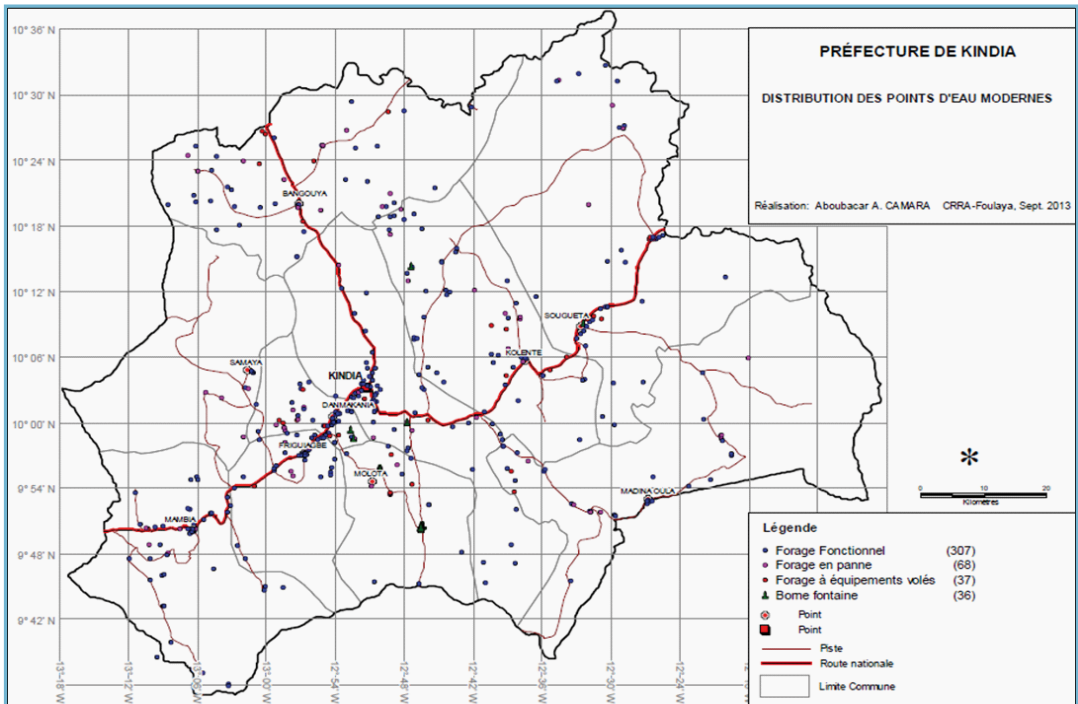 PRÉFECTURE DE KINDIA
DISTRIBUTION DES POINTS D'EAU MODERNES
Réalisation: Aboubacar A. CAMARA CRRA-Foulaya, Sept. 2013
10° 36' N
10° 30' N
10° 24' N
10° 18' N
10° 12' N
10° 06' N
10° 00' N
9° 54' N
9° 48' N
9° 42' N
BANGOUYA
SOUGUETA
KOLENTE
SAMAYA
KINDIA
DANMAKANIA
FRIGUIAGBE
MOLOTA
MADINA OULA
MAMBIA
0 10 20
Kilomètres
Légende
Forage Fonctionnel (307)
Forage en panne (68)
Forage à équipements volés (37)
Borne fontaine (36)
Point
Point
Piste
Route nationale
Limite Commune
13° 18' W
13° 12' W
13° 06' W
13° 00' W
12° 54' W
12° 48' W
12° 42' W
12° 36' W
12° 30' W
12° 24' W